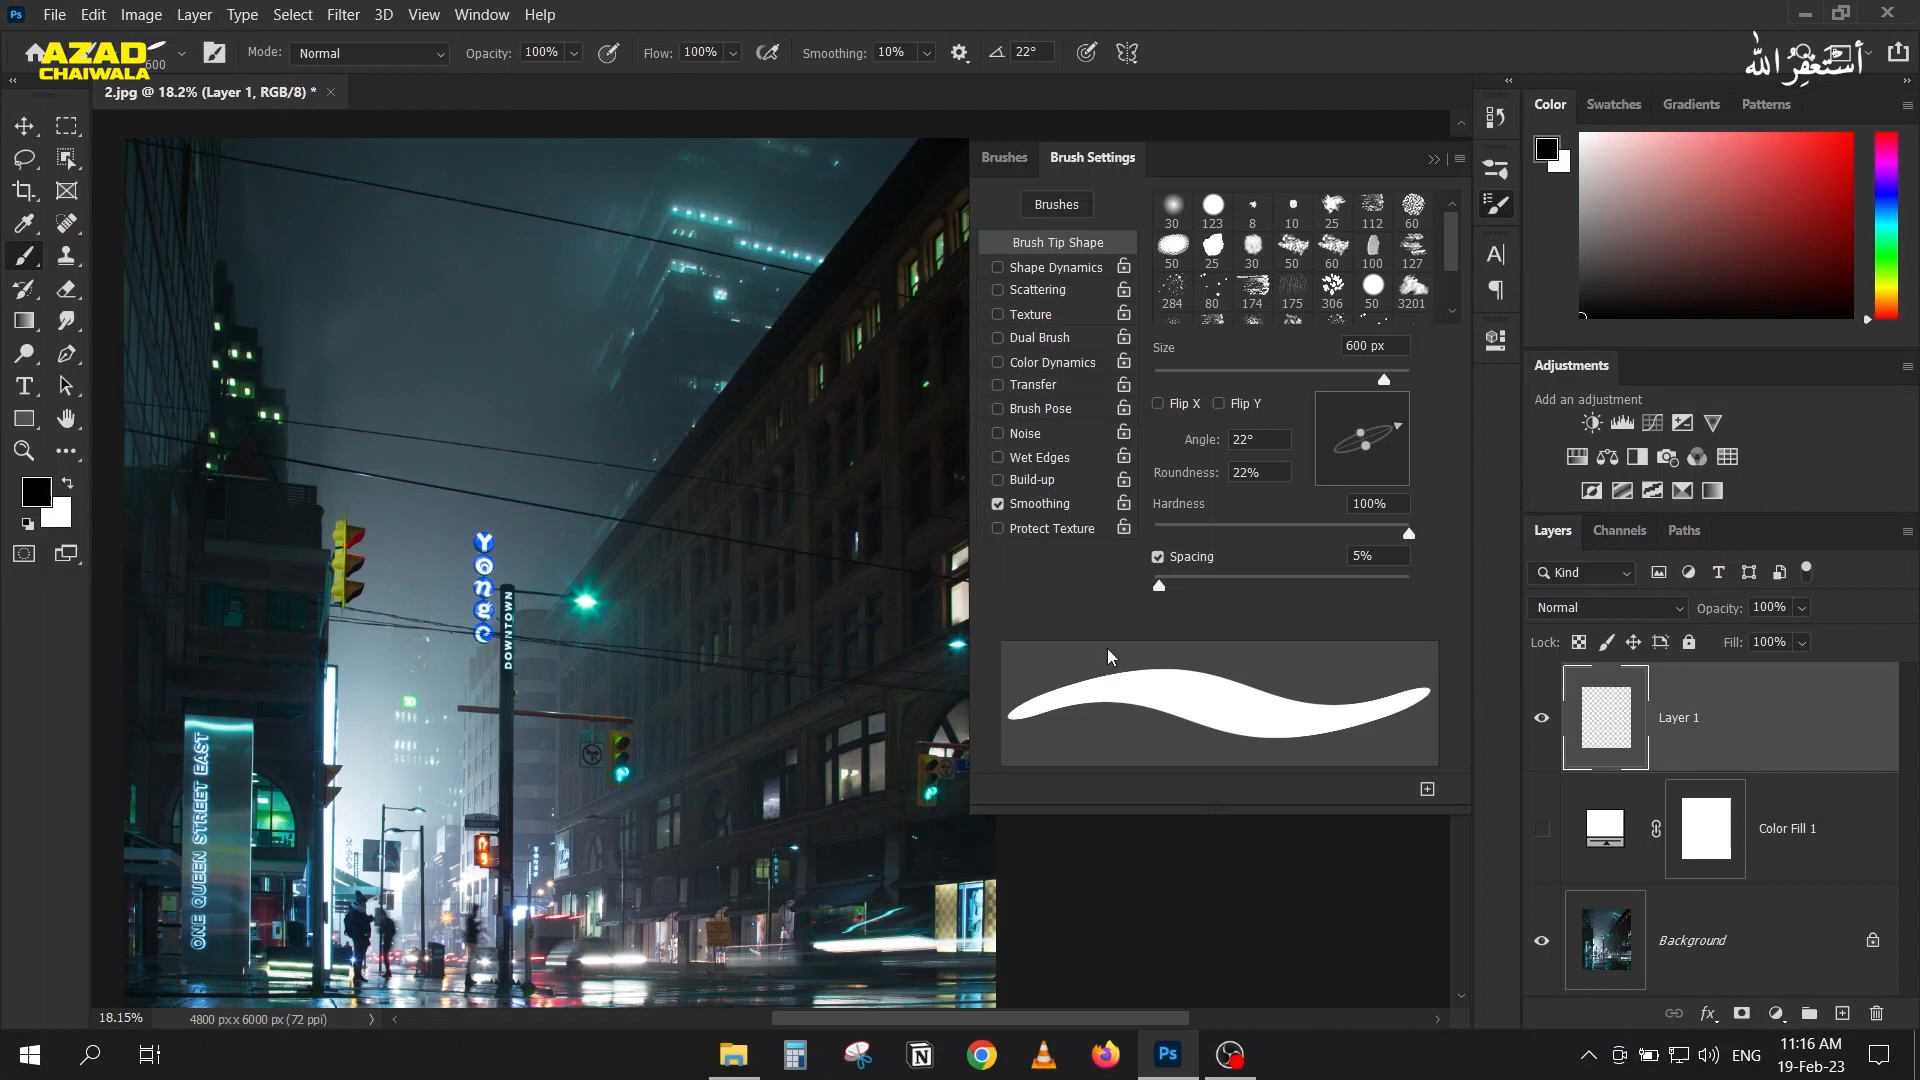 Ps File Edit Image Layer Type Select Filter 3D View Window Help
AZAD
CHAIWALA
600
Mode: Normal Opacity: 100% Flow: 100% Smoothing: 10% 22°
أستغفر الله
2.jpg @ 18.2% (Layer 1, RGB/8) *
Brushes Brush Settings
Brushes
Brush Tip Shape
Shape Dynamics
Scattering
Texture
Dual Brush
Color Dynamics
Transfer
Brush Pose
Noise
Wet Edges
Build-up
Smoothing
Protect Texture
30 123 8 10 25 112 60
50 25 30 50 60 100 127
284 80 174 175 306 50 3201
Size 600 px
Flip X Flip Y
Angle: 22°
Roundness: 22%
Hardness 100%
Spacing 5%
Color Swatches Gradients Patterns
Adjustments
Add an adjustment
Layers Channels Paths
Kind
Normal Opacity: 100%
Lock: Fill: 100%
Layer 1
Color Fill 1
Background
Yonge
DOWNTOWN
ONE QUEEN STREET EAST
18.15% 4800 px x 6000 px (72 ppi)
Ps
ENG
11:16 AM
19-Feb-23